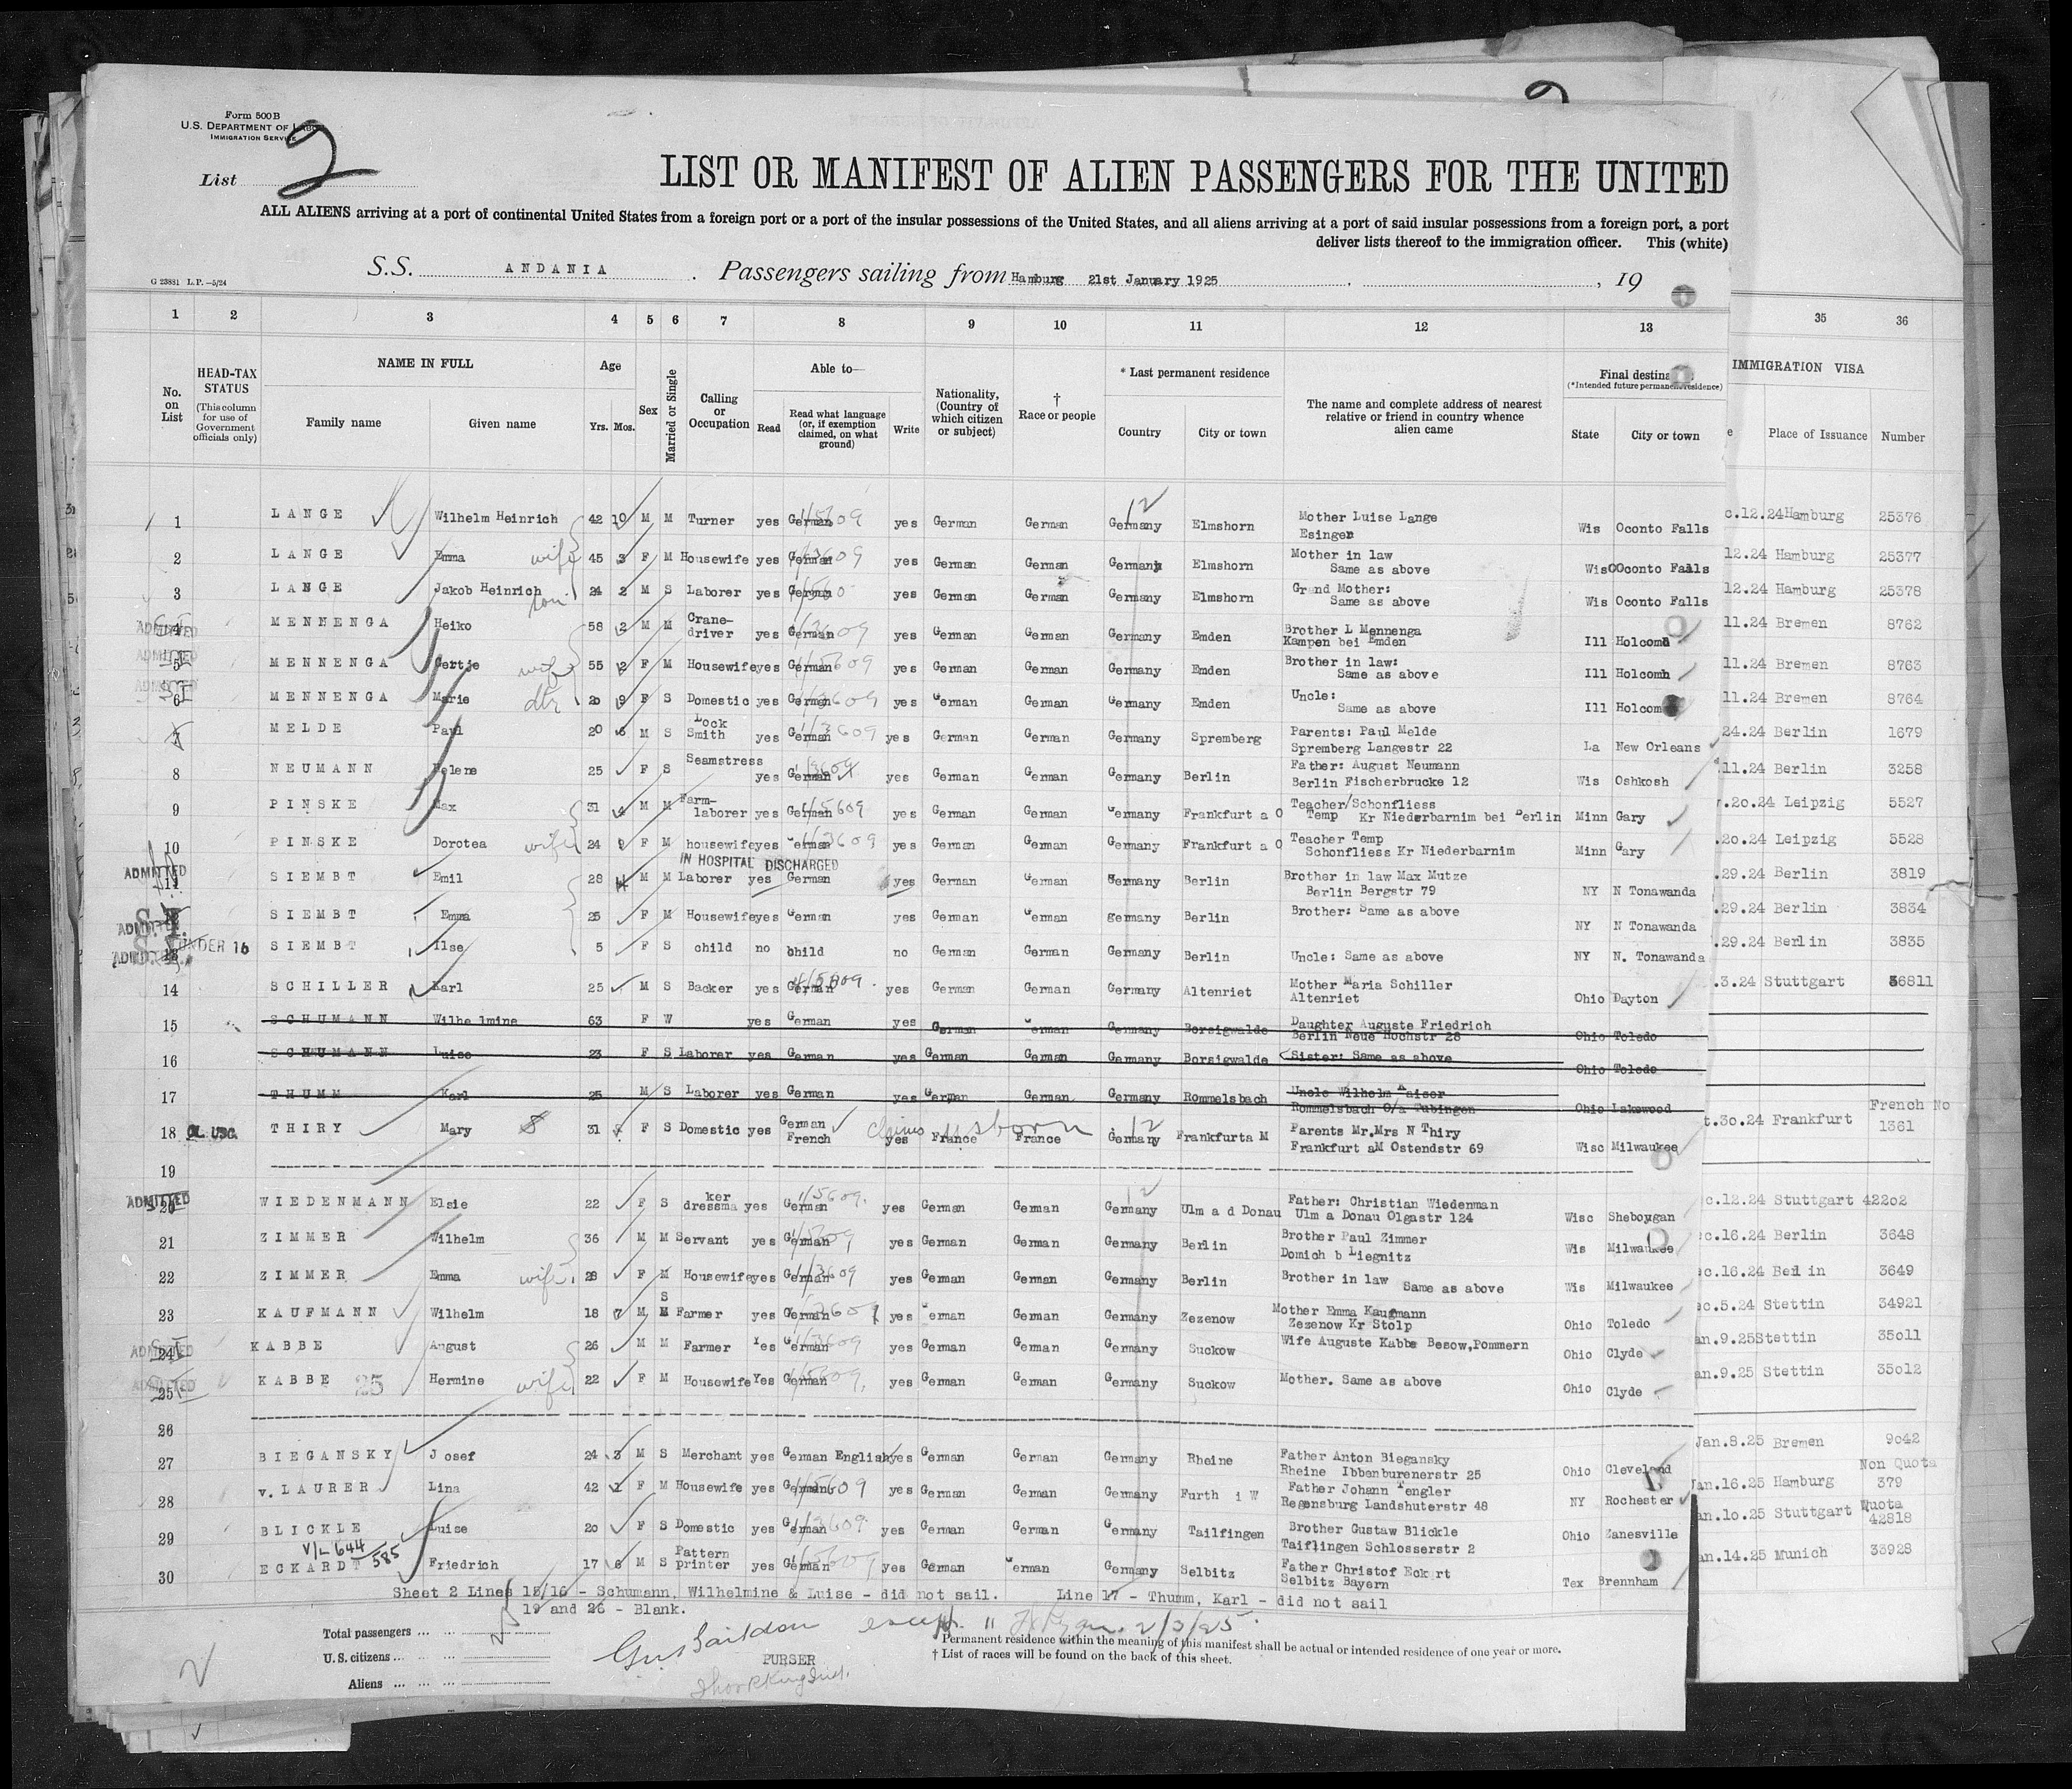 Form 500 B
U.S. DEPARTMENT OF LABOR
IMMIGRATION SERVICE
List 2
LIST OR MANIFEST OF ALIEN PASSENGERS FOR THE UNITED
ALL ALIENS arriving at a port of continental United States from a foreign port or a port of the insular possessions of the United States, and all aliens arriving at a port of said insular possessions from a foreign port, a port
deliver lists thereof to the immigration officer. This (white)
S.S. ANDANIA. Passengers sailing from Hamburg 21st January 1925, 19
G 23881 L.P.—5/24
1 2 3 4 5 6 7 8 9 10 11 12 13 35 36
No. on List
HEAD-TAX STATUS (This column for use of Government officials only)
NAME IN FULL
Family name Given name
Age
Yrs. Mos.
Sex
Married or Single
Calling or Occupation
Able to—
Read Read what language (or, if exemption claimed, on what ground) Write
Nationality, (Country of which citizen or subject)
† Race or people
* Last permanent residence
Country City or town
The name and complete address of nearest relative or friend in country whence alien came
Final destina
(*Intended future permanent residence)
State City or town
IMMIGRATION VISA
Place of Issuance Number
1 LANGE Wilhelm Heinrich 42 10 M M Turner yes German yes German German Germany Elmshorn Mother Luise Lange Esingen Wis Oconto Falls c.12.24 Hamburg 25376
2 LANGE Emma wife 45 3 F M Housewife yes German yes German German Germany Elmshorn Mother in law Same as above Wis Oconto Falls 12.24 Hamburg 25377
3 LANGE Jakob Heinrich son 24 2 M S Laborer yes German yes German German Germany Elmshorn Grand Mother: Same as above Wis Oconto Falls 12.24 Hamburg 25378
ADMITTED 4 MENNENGA Heiko 58 2 M M Crane-driver yes German yes German German Germany Emden Brother L Mennenga Kampen bei Emden Ill Holcomb 11.24 Bremen 8762
ADMITTED 5 MENNENGA Gertje wife 55 F M Housewife yes German yes German German Germany Emden Brother in law: Same as above Ill Holcomb 11.24 Bremen 8763
ADMITTED 6 MENNENGA Marie dtr 20 9 F S Domestic yes German yes German German Germany Emden Uncle: Same as above Ill Holcom 11.24 Bremen 8764
7 MELDE Paul 20 M S Lock Smith yes German yes German German Germany Spremberg Parents: Paul Melde Spremberg Langestr 22 La New Orleans 24.24 Berlin 1679
8 NEUMANN Helene 25 F S Seamstress yes German yes German German Germany Berlin Father: August Neumann Berlin Fischerbrucke 12 Wis Oshkosh 11.24 Berlin 3258
9 PINSKE Max 31 M M Farm-laborer yes German yes German German Germany Frankfurt a O Teacher/Schonfliess Temp Kr Niederbarnim bei Berlin Minn Gary .20.24 Leipzig 5527
10 PINSKE Dorotea wife 24 9 F M housewife yes German yes German German Germany Frankfurt a O Teacher Temp Schonfliess Kr Niederbarnim Minn Gary .20.24 Leipzig 5528
IN HOSPITAL DISCHARGED
ADMITTED 11 SIEMBT Emil 28 M M Laborer yes German yes German German Germany Berlin Brother in law Max Mutze Berlin Bergstr 79 NY N Tonawanda .29.24 Berlin 3819
ADMITTED S.I. SIEMBT Emma 25 F M Housewife yes German yes German German germany Berlin Brother: Same as above NY N Tonawanda .29.24 Berlin 3834
ADMITTED 13 UNDER 16 SIEMBT Ilse 5 F S child no child no German German Germany Berlin Uncle: Same as above NY N. Tonawanda .29.24 Berlin 3835
14 SCHILLER Karl 25 M S Backer yes German yes German German Germany Altenriet Mother Maria Schiller Altenriet Ohio Dayton .3.24 Stuttgart 36811
15 SCHUMANN Wilhelmine 63 F W yes German yes German German Germany Borsigwalde Daughter Auguste Friedrich Berlin Neue Hochstr 28 Ohio Toledo
16 SCHUMANN Luise 23 F S Laborer yes German yes German German Germany Borsigwalde Sister: Same as above Ohio Toledo
17 THUMM Karl 25 M S Laborer yes German yes German German Germany Rommelsbach Uncle Wilhelm Kaiser Rommelsbach O/a Tubingen Ohio Lakewood
18 THIRY Mary 31 F S Domestic yes German French claims yes usborn France France Germany Frankfurta M Parents Mr.Mrs N Thiry Frankfurt aM Ostendstr 69 Wisc Milwaukee t.30.24 Frankfurt French No 1361
19
ADMITTED 20 WIEDENMANN Elsie 22 F S dressmaker yes German yes German German Germany Ulm a d Donau Father: Christian Wiedenman Ulm a Donau Olgastr 124 Wisc Sheboygan c.12.24 Stuttgart 42202
21 ZIMMER Wilhelm 36 M M Servant yes German yes German German Germany Berlin Brother Paul Zimmer Domich b Liegnitz Wis Milwaukee c.16.24 Berlin 3648
22 ZIMMER Emma wife 28 F M Housewife yes German yes German German Germany Berlin Brother in law Same as above Wis Milwaukee c.16.24 Berlin 3649
23 KAUFMANN Wilhelm 18 M S Farmer yes German yes German German Germany Zezenow Mother Emma Kaufmann Zezenow Kr Stolp Ohio Toledo c.5.24 Stettin 34921
ADMITTED 24 KABBE August 26 M M Farmer Yes German yes German German Germany Suckow Wife Auguste Kabbe Besow,Pommern Ohio Clyde an.9.25 Stettin 35011
ADMITTED 25 KABBE 25 Hermine wife 22 F M Housewife Yes German yes German German Germany Suckow Mother. Same as above Ohio Clyde an.9.25 Stettin 35012
26
27 BIEGANSKY Josef 24 3 M S Merchant yes German English yes German German Germany Rheine Father Anton Biegansky Rheine Ibbenburenerstr 25 Ohio Cleveland Jan.8.25 Bremen 9042
28 v. LAURER Lina 42 F M Housewife yes German yes German German Germany Furth i W Father Johann Tengler Regensburg Landshuterstr 48 NY Rochester Jan.16.25 Hamburg Non Quota 379
29 BLICKLE Luise 20 F S Domestic yes German yes German German Germany Tailfingen Brother Gustaw Blickle Taiflingen Schlosserstr 2 Ohio Zanesville an.10.25 Stuttgart Quota 42818
V/L 644 585
30 ECKARDT Friedrich 17 M S Pattern printer yes German yes German German Germany Selbitz Father Christof Eckart Selbitz Bayern Tex Brennham an.14.25 Munich 33928
Sheet 2 Lines 15/16 - Schumann, Wilhelmine & Luise - did not sail. Line 17 - Thumm, Karl - did not sail
19 and 26 - Blank.
Total passengers
U.S. citizens
Aliens
PURSER
2/3/25.
* Permanent residence within the meaning of this manifest shall be actual or intended residence of one year or more.
† List of races will be found on the back of this sheet.